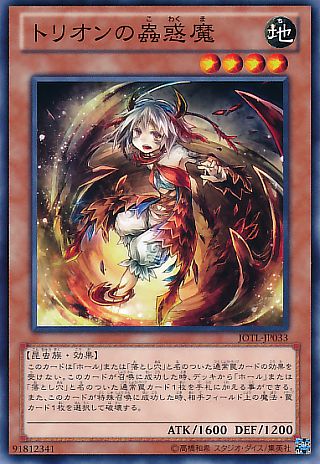 トリオンの蟲惑魔
地
JOTL-JP033
【昆虫族・効果】
このカードは「ホール」または「落とし穴」と名のついた通常罠カードの効果を
受けない。このカードが召喚に成功した時、デッキから「ホール」または
「落とし穴」と名のついた通常罠カード1枚を手札に加える事ができる。
また、このカードが特殊召喚に成功した時、相手フィールド上の魔法・罠
カード1枚を選択して破壊する。
ATK/1600 DEF/1200
91812341
©高橋和希 スタジオ・ダイス/集英社